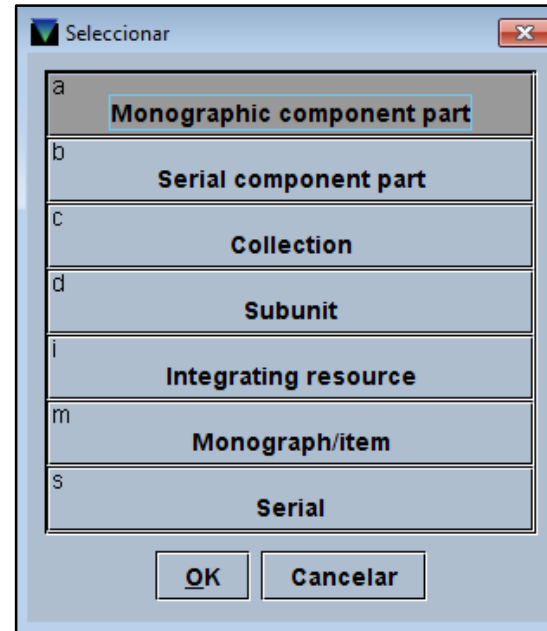 Seleccionar
a
Monographic component part
b
Serial component part
c
Collection
d
Subunit
i
Integrating resource
m
Monograph/item
s
Serial
OK Cancelar